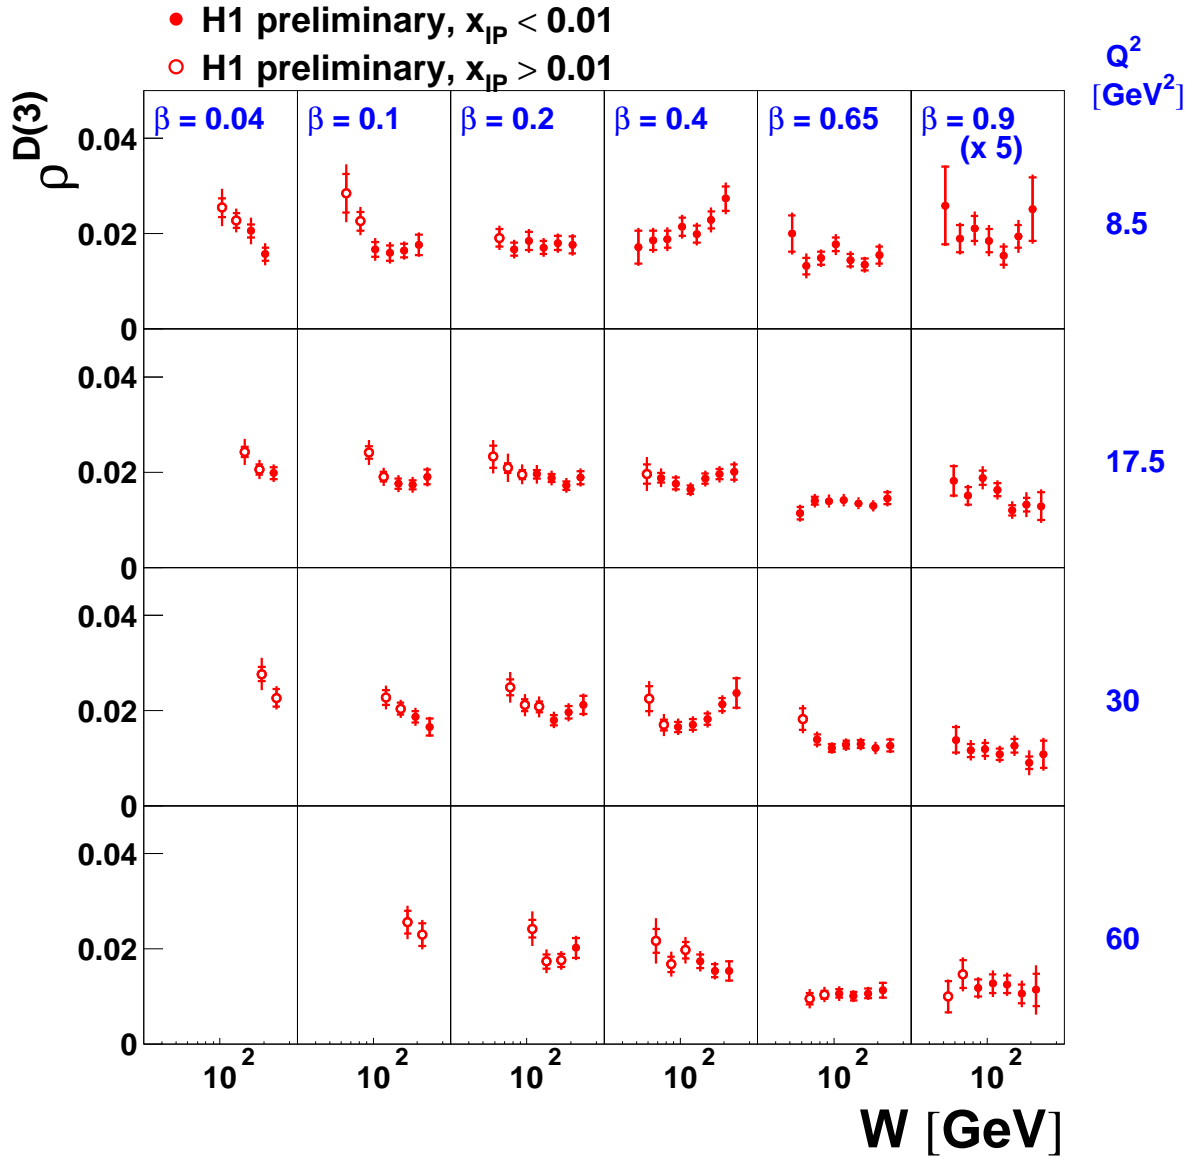 H1 preliminary, x_IP < 0.01
H1 preliminary, x_IP > 0.01
Q²
[GeV²]
ρ^D(3)
β = 0.04 β = 0.1 β = 0.2 β = 0.4 β = 0.65 β = 0.9
(x 5)
0.04
0.02
0
8.5
0.04
0.02
0
17.5
0.04
0.02
0
30
0.04
0.02
0
60
10² 10² 10² 10² 10² 10²
W [GeV]